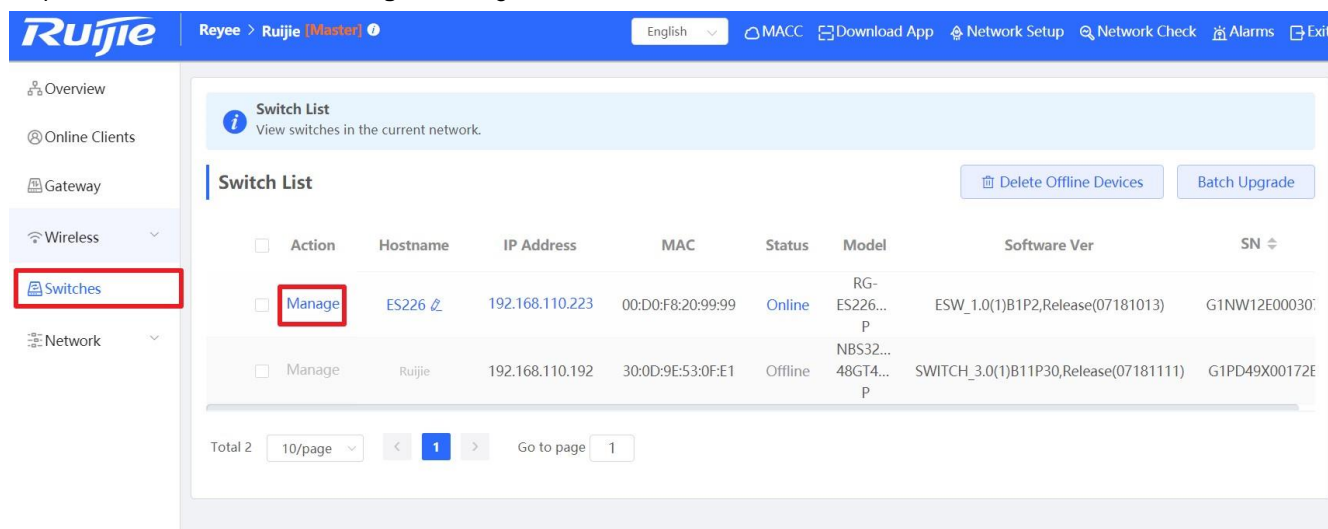 Ruijie
Reyee > Ruijie [Master]
English
MACC
Download App
Network Setup
Network Check
Alarms
Exit
Overview
Online Clients
Gateway
Wireless
Switches
Network
Switch List
View switches in the current network.
Switch List
Delete Offline Devices
Batch Upgrade
Action Hostname IP Address MAC Status Model Software Ver SN
Manage ES226 192.168.110.223 00:D0:F8:20:99:99 Online RG-ES226...P ESW_1.0(1)B1P2,Release(07181013) G1NW12E00030
Manage Ruijie 192.168.110.192 30:0D:9E:53:0F:E1 Offline NBS32...48GT4...P SWITCH_3.0(1)B11P30,Release(07181111) G1PD49X00172E
Total 2 10/page < 1 > Go to page 1